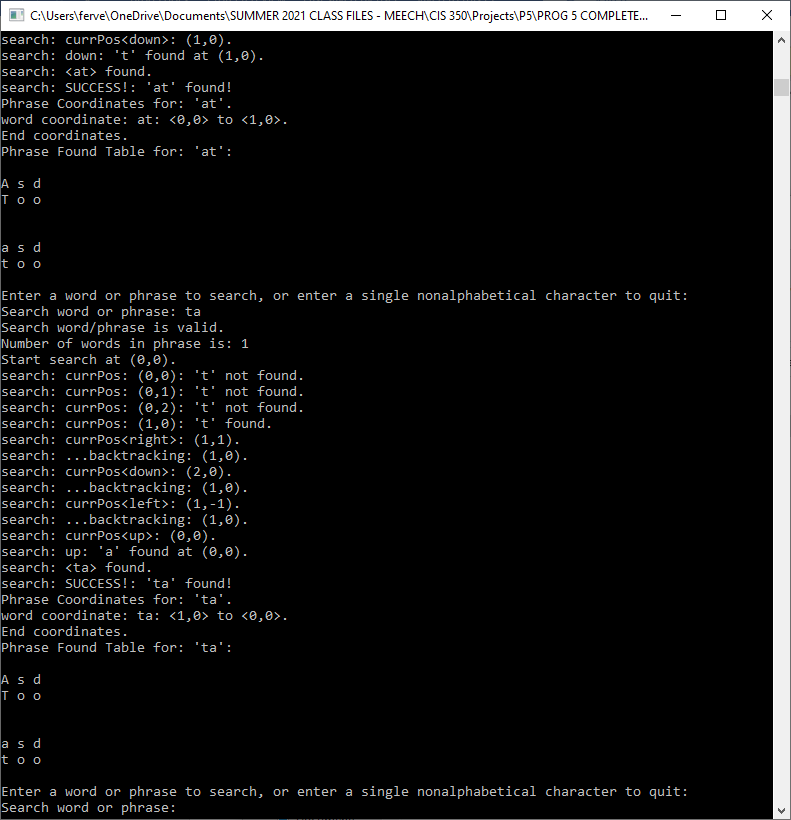 C:\Users\ferve\OneDrive\Documents\SUMMER 2021 CLASS FILES - MEECH\CIS 350\Projects\P5\PROG 5 COMPLETE...
search: currPos<down>: (1,0).
search: down: 't' found at (1,0).
search: <at> found.
search: SUCCESS!: 'at' found!
Phrase Coordinates for: 'at'.
word coordinate: at: <0,0> to <1,0>.
End coordinates.
Phrase Found Table for: 'at':
A s d
T o o
a s d
t o o
Enter a word or phrase to search, or enter a single nonalphabetical character to quit:
Search word or phrase: ta
Search word/phrase is valid.
Number of words in phrase is: 1
Start search at (0,0).
search: currPos: (0,0): 't' not found.
search: currPos: (0,1): 't' not found.
search: currPos: (0,2): 't' not found.
search: currPos: (1,0): 't' found.
search: currPos<right>: (1,1).
search: ...backtracking: (1,0).
search: currPos<down>: (2,0).
search: ...backtracking: (1,0).
search: currPos<left>: (1,-1).
search: ...backtracking: (1,0).
search: currPos<up>: (0,0).
search: up: 'a' found at (0,0).
search: <ta> found.
search: SUCCESS!: 'ta' found!
Phrase Coordinates for: 'ta'.
word coordinate: ta: <1,0> to <0,0>.
End coordinates.
Phrase Found Table for: 'ta':
A s d
T o o
a s d
t o o
Enter a word or phrase to search, or enter a single nonalphabetical character to quit:
Search word or phrase: